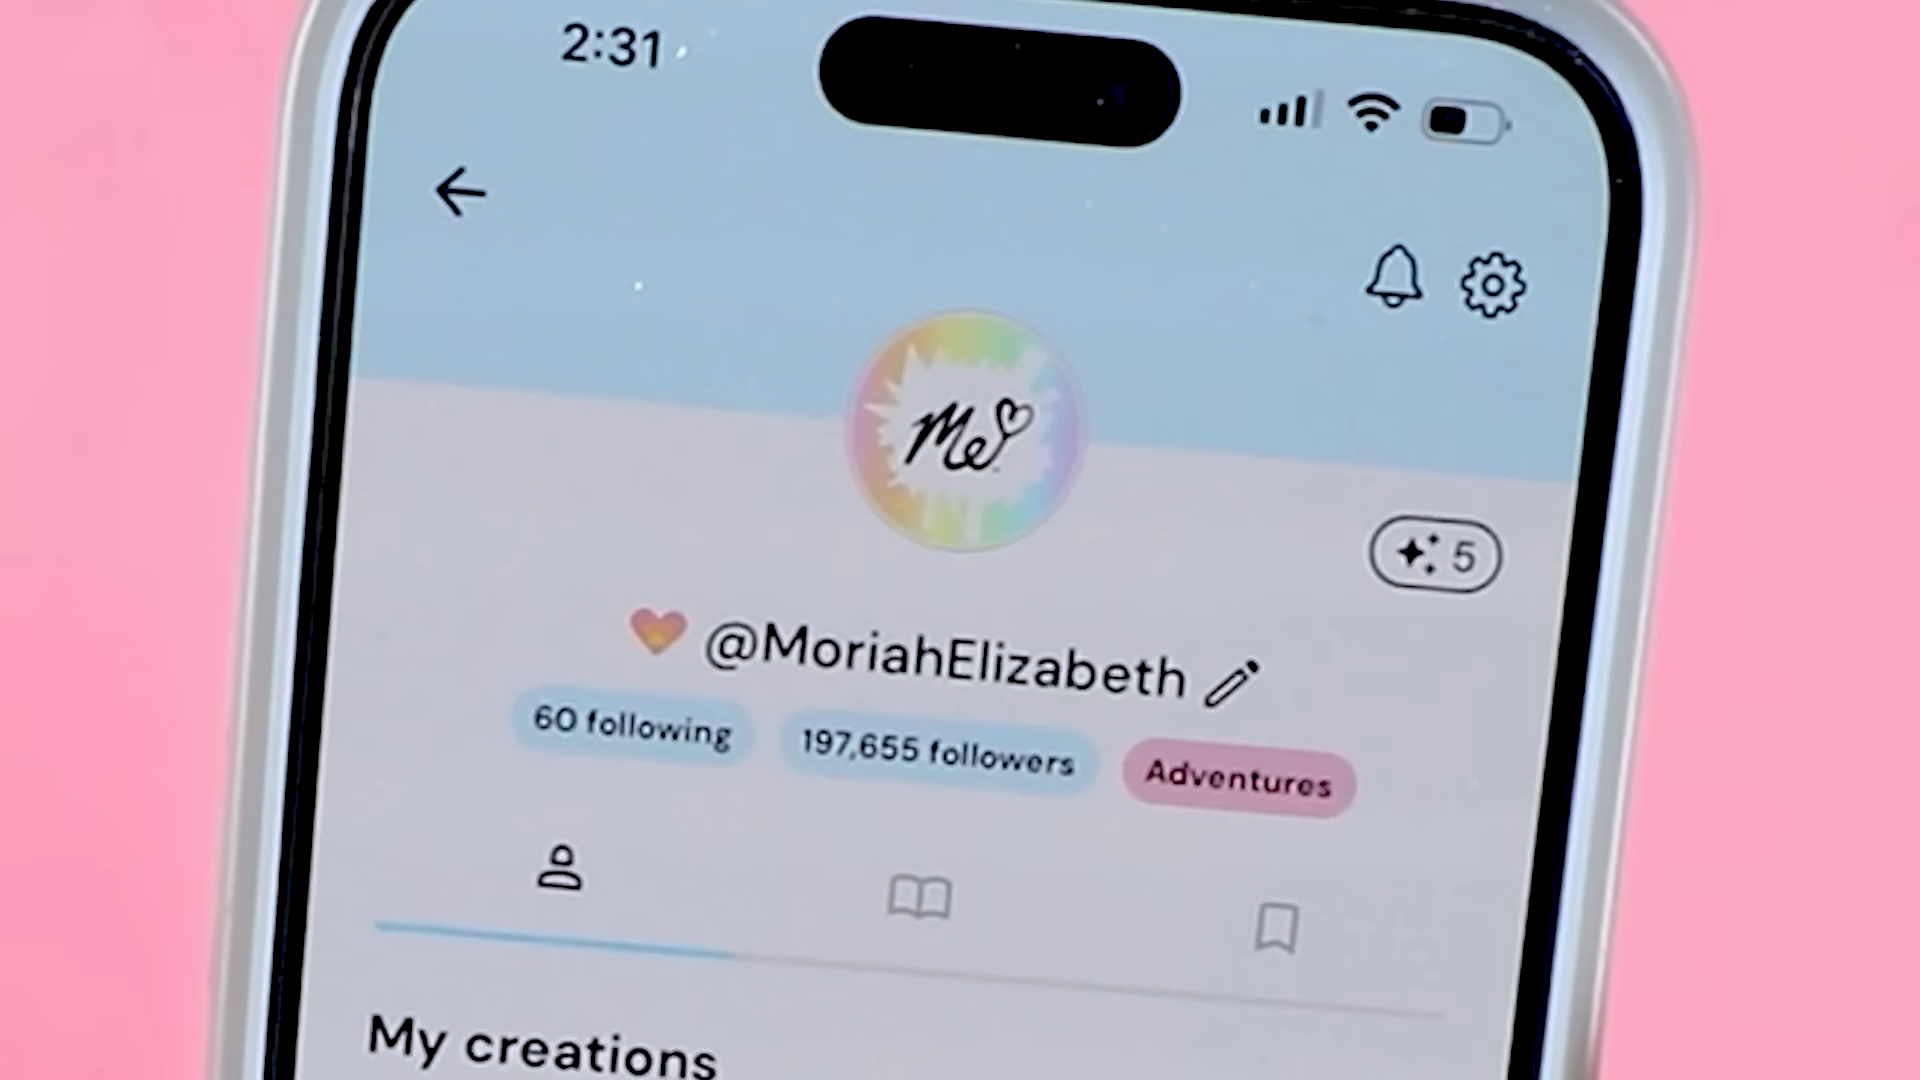 2:31
Me
5
@MoriahElizabeth
60 following
197,655 followers
Adventures
My creations